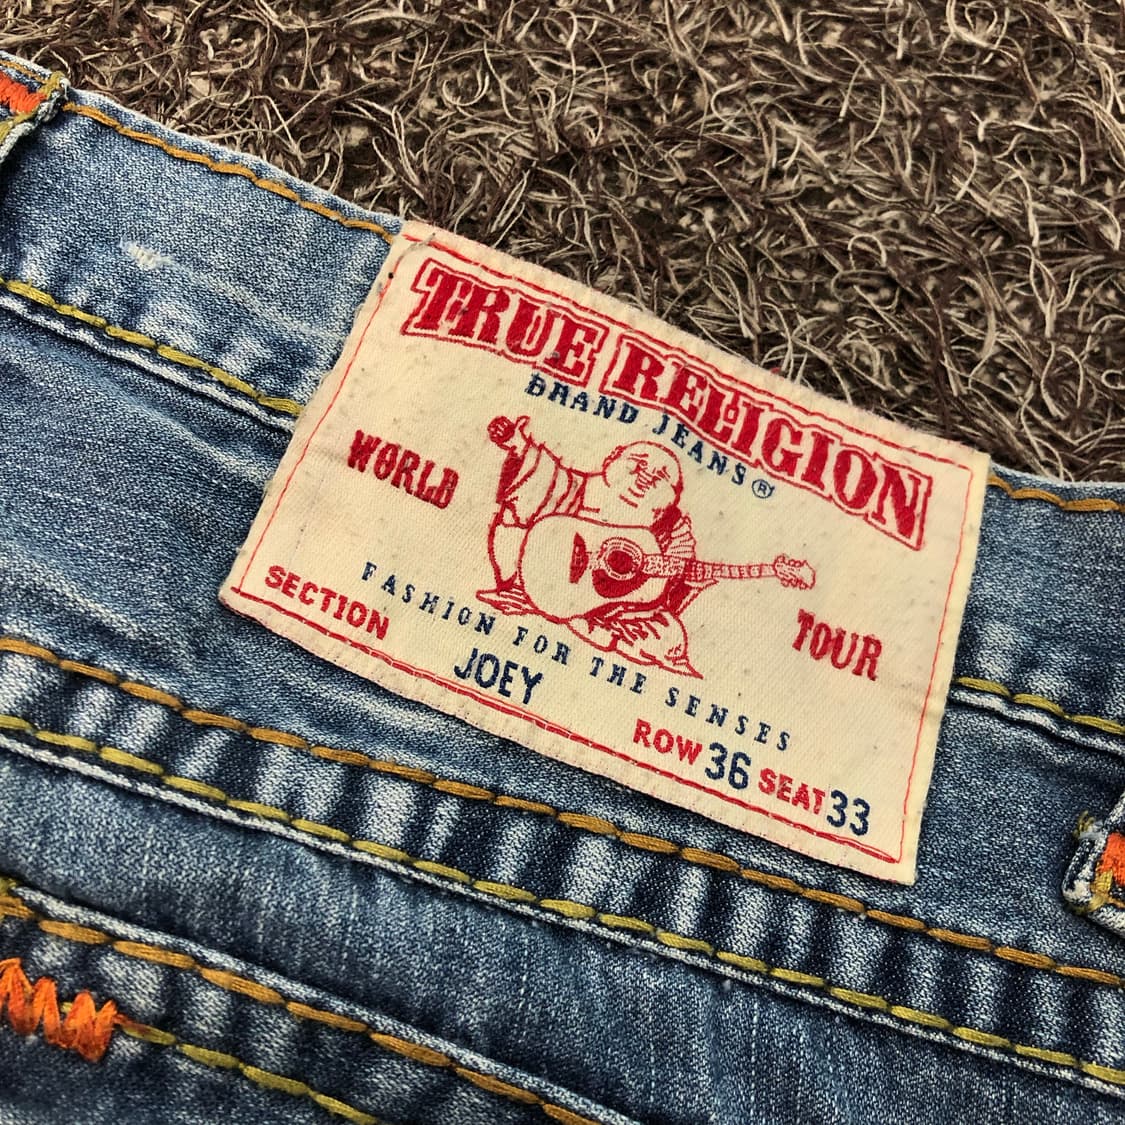 TRUE RELIGION
BRAND JEANS®
WORLD TOUR
FASHION FOR THE SENSES
SECTION JOEY ROW 36 SEAT 33